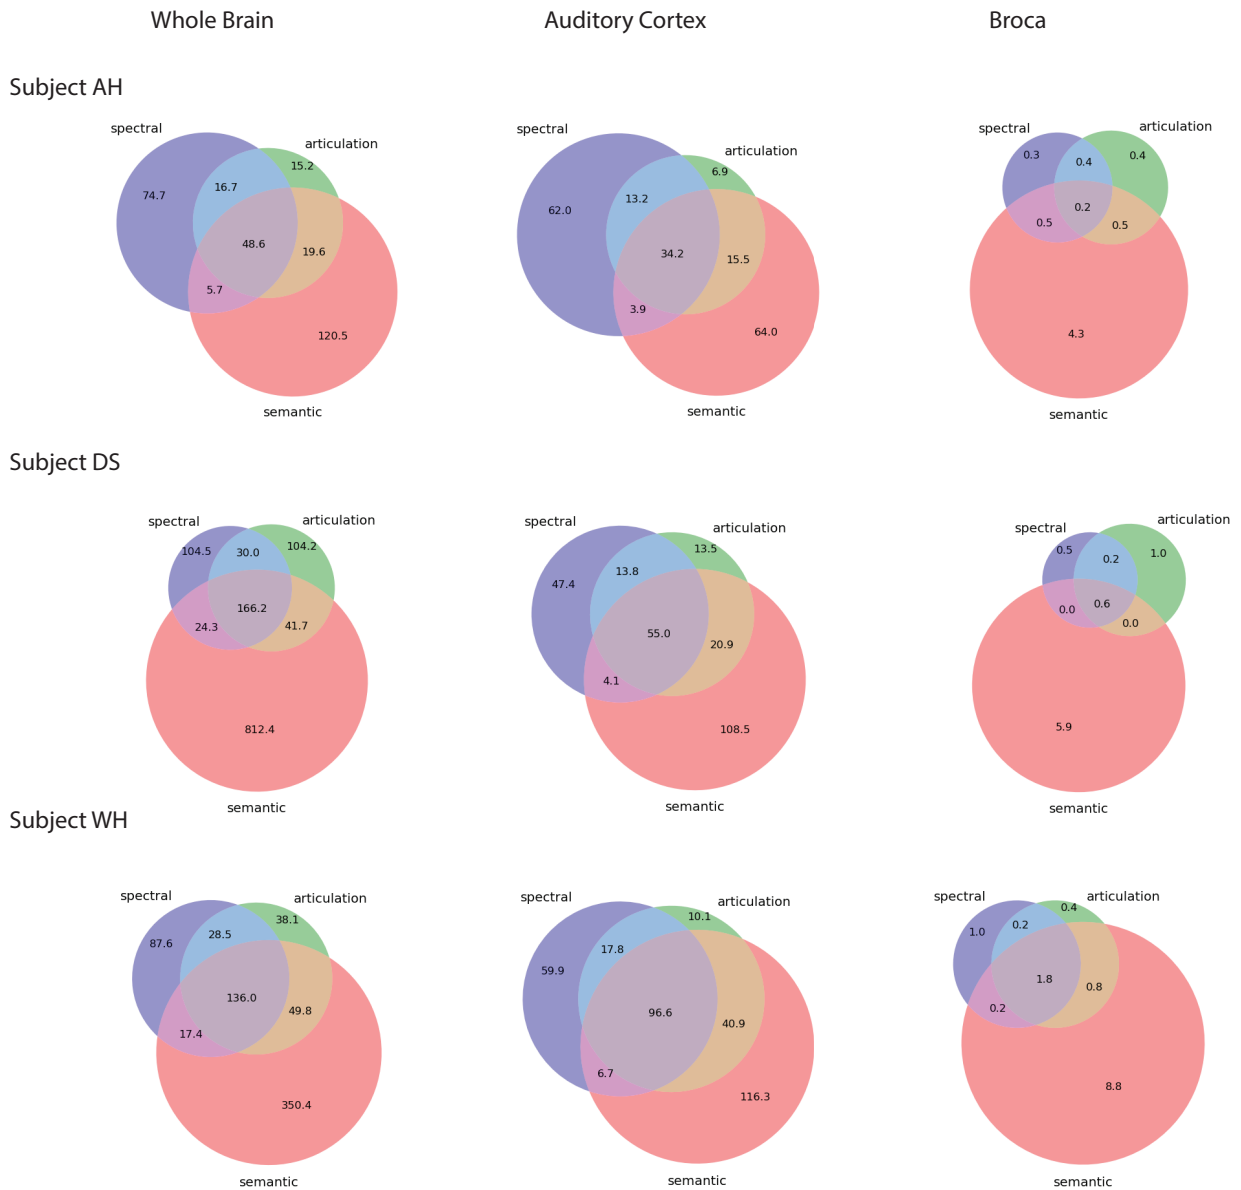 Whole Brain Auditory Cortex Broca
Subject AH
spectral articulation 15.2 74.7 16.7 48.6 19.6 5.7 120.5 semantic
spectral articulation 6.9 62.0 13.2 34.2 15.5 3.9 64.0 semantic
spectral articulation 0.3 0.4 0.4 0.2 0.5 0.5 4.3 semantic
Subject DS
spectral articulation 104.5 30.0 104.2 166.2 24.3 41.7 812.4 semantic
spectral articulation 13.5 47.4 13.8 55.0 20.9 4.1 108.5 semantic
spectral articulation 0.5 0.2 1.0 0.0 0.6 0.0 5.9 semantic
Subject WH
spectral articulation 38.1 87.6 28.5 136.0 49.8 17.4 350.4 semantic
spectral articulation 10.1 59.9 17.8 96.6 40.9 6.7 116.3 semantic
spectral articulation 0.4 1.0 0.2 1.8 0.8 0.2 8.8 semantic